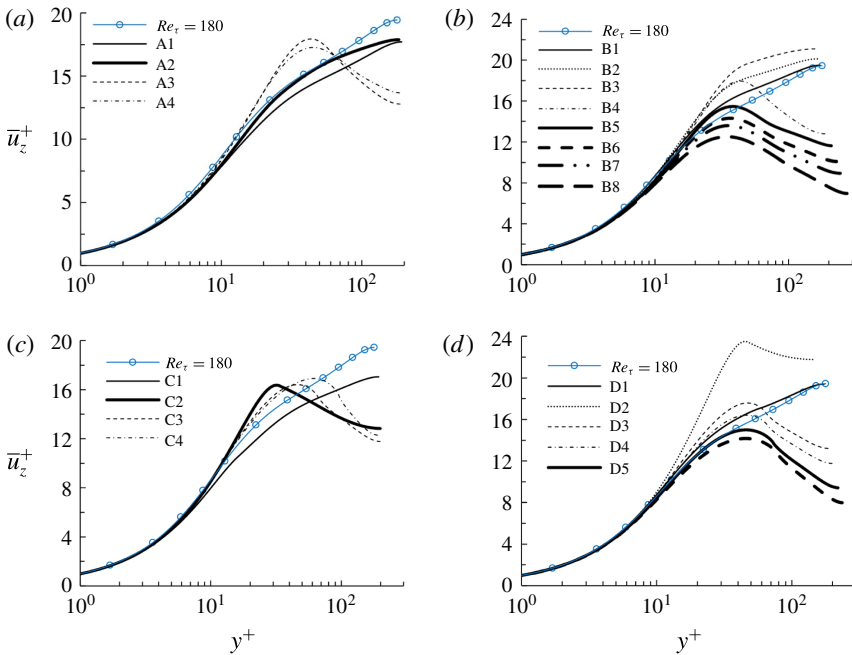 (a)
20
15
10
5
0
ū_z^+
Re_τ = 180
A1
A2
A3
A4
10^0
10^1
10^2
(b)
24
20
16
12
8
4
0
Re_τ = 180
B1
B2
B3
B4
B5
B6
B7
B8
10^0
10^1
10^2
(c)
20
16
12
8
4
0
ū_z^+
Re_τ = 180
C1
C2
C3
C4
10^0
10^1
10^2
y^+
(d)
24
20
16
12
8
4
0
Re_τ = 180
D1
D2
D3
D4
D5
10^0
10^1
10^2
y^+